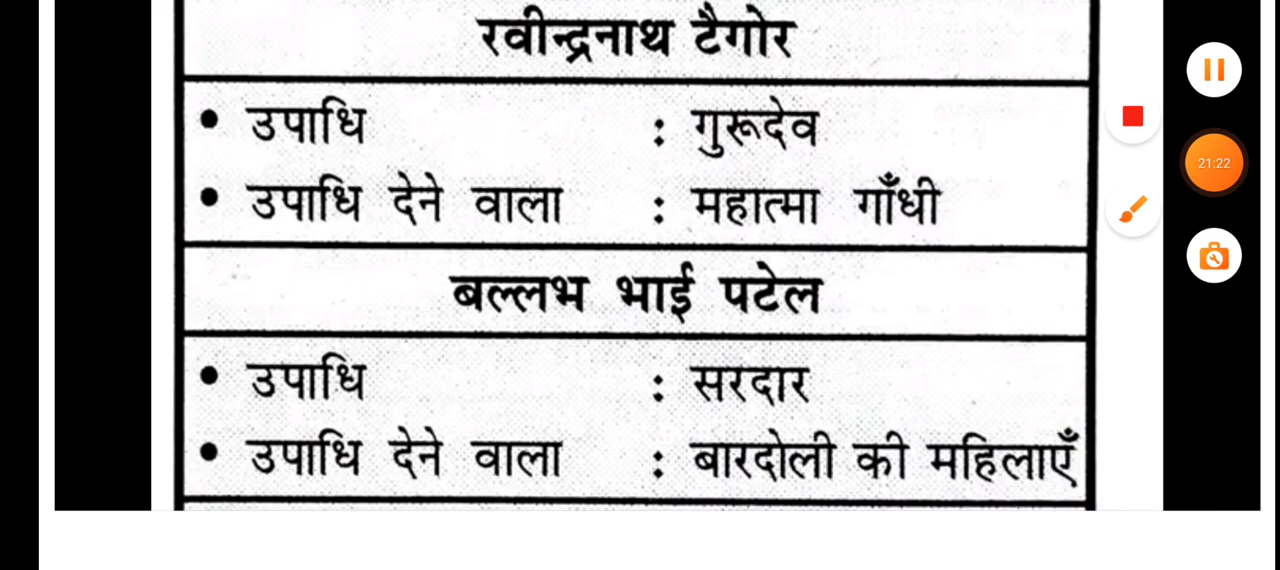 रवीन्द्रनाथ टैगोर
• उपाधि : गुरूदेव
• उपाधि देने वाला : महात्मा गाँधी
बल्लभ भाई पटेल
• उपाधि : सरदार
• उपाधि देने वाला : बारदोली की महिलाएँ
21:22